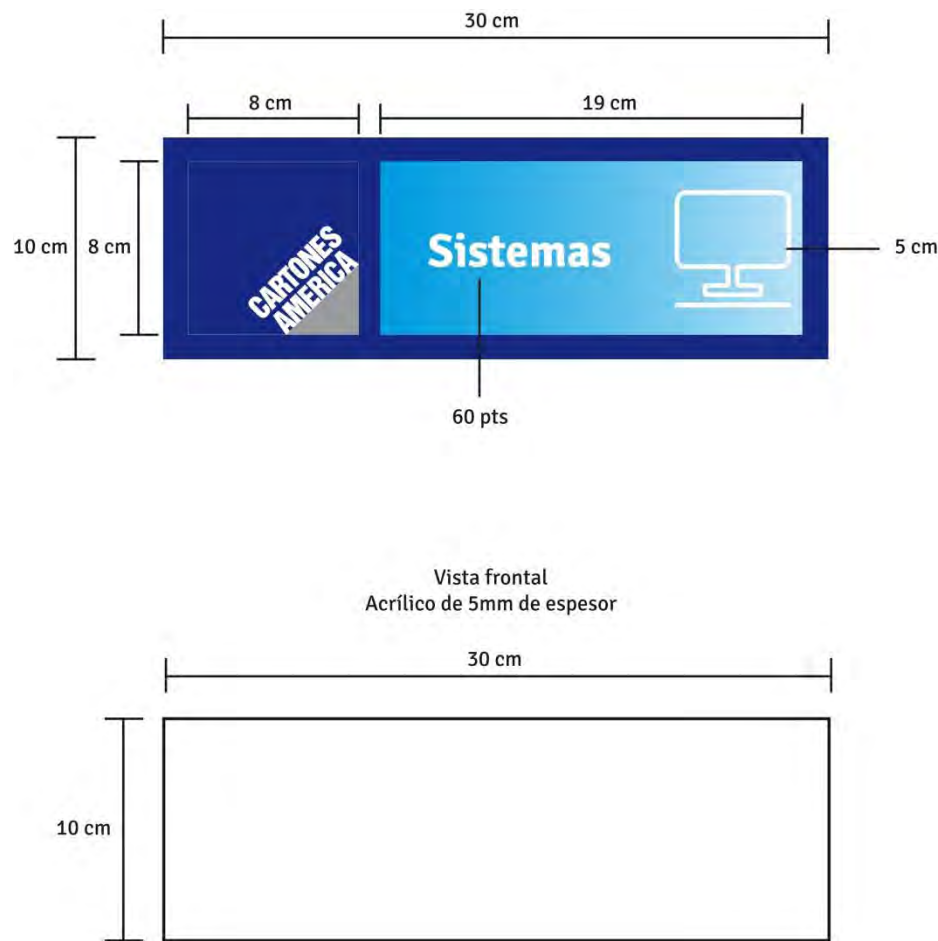 30 cm
8 cm
19 cm
10 cm
8 cm
CARTONES
AMERICA
Sistemas
5 cm
60 pts
Vista frontal
Acrílico de 5mm de espesor
30 cm
10 cm